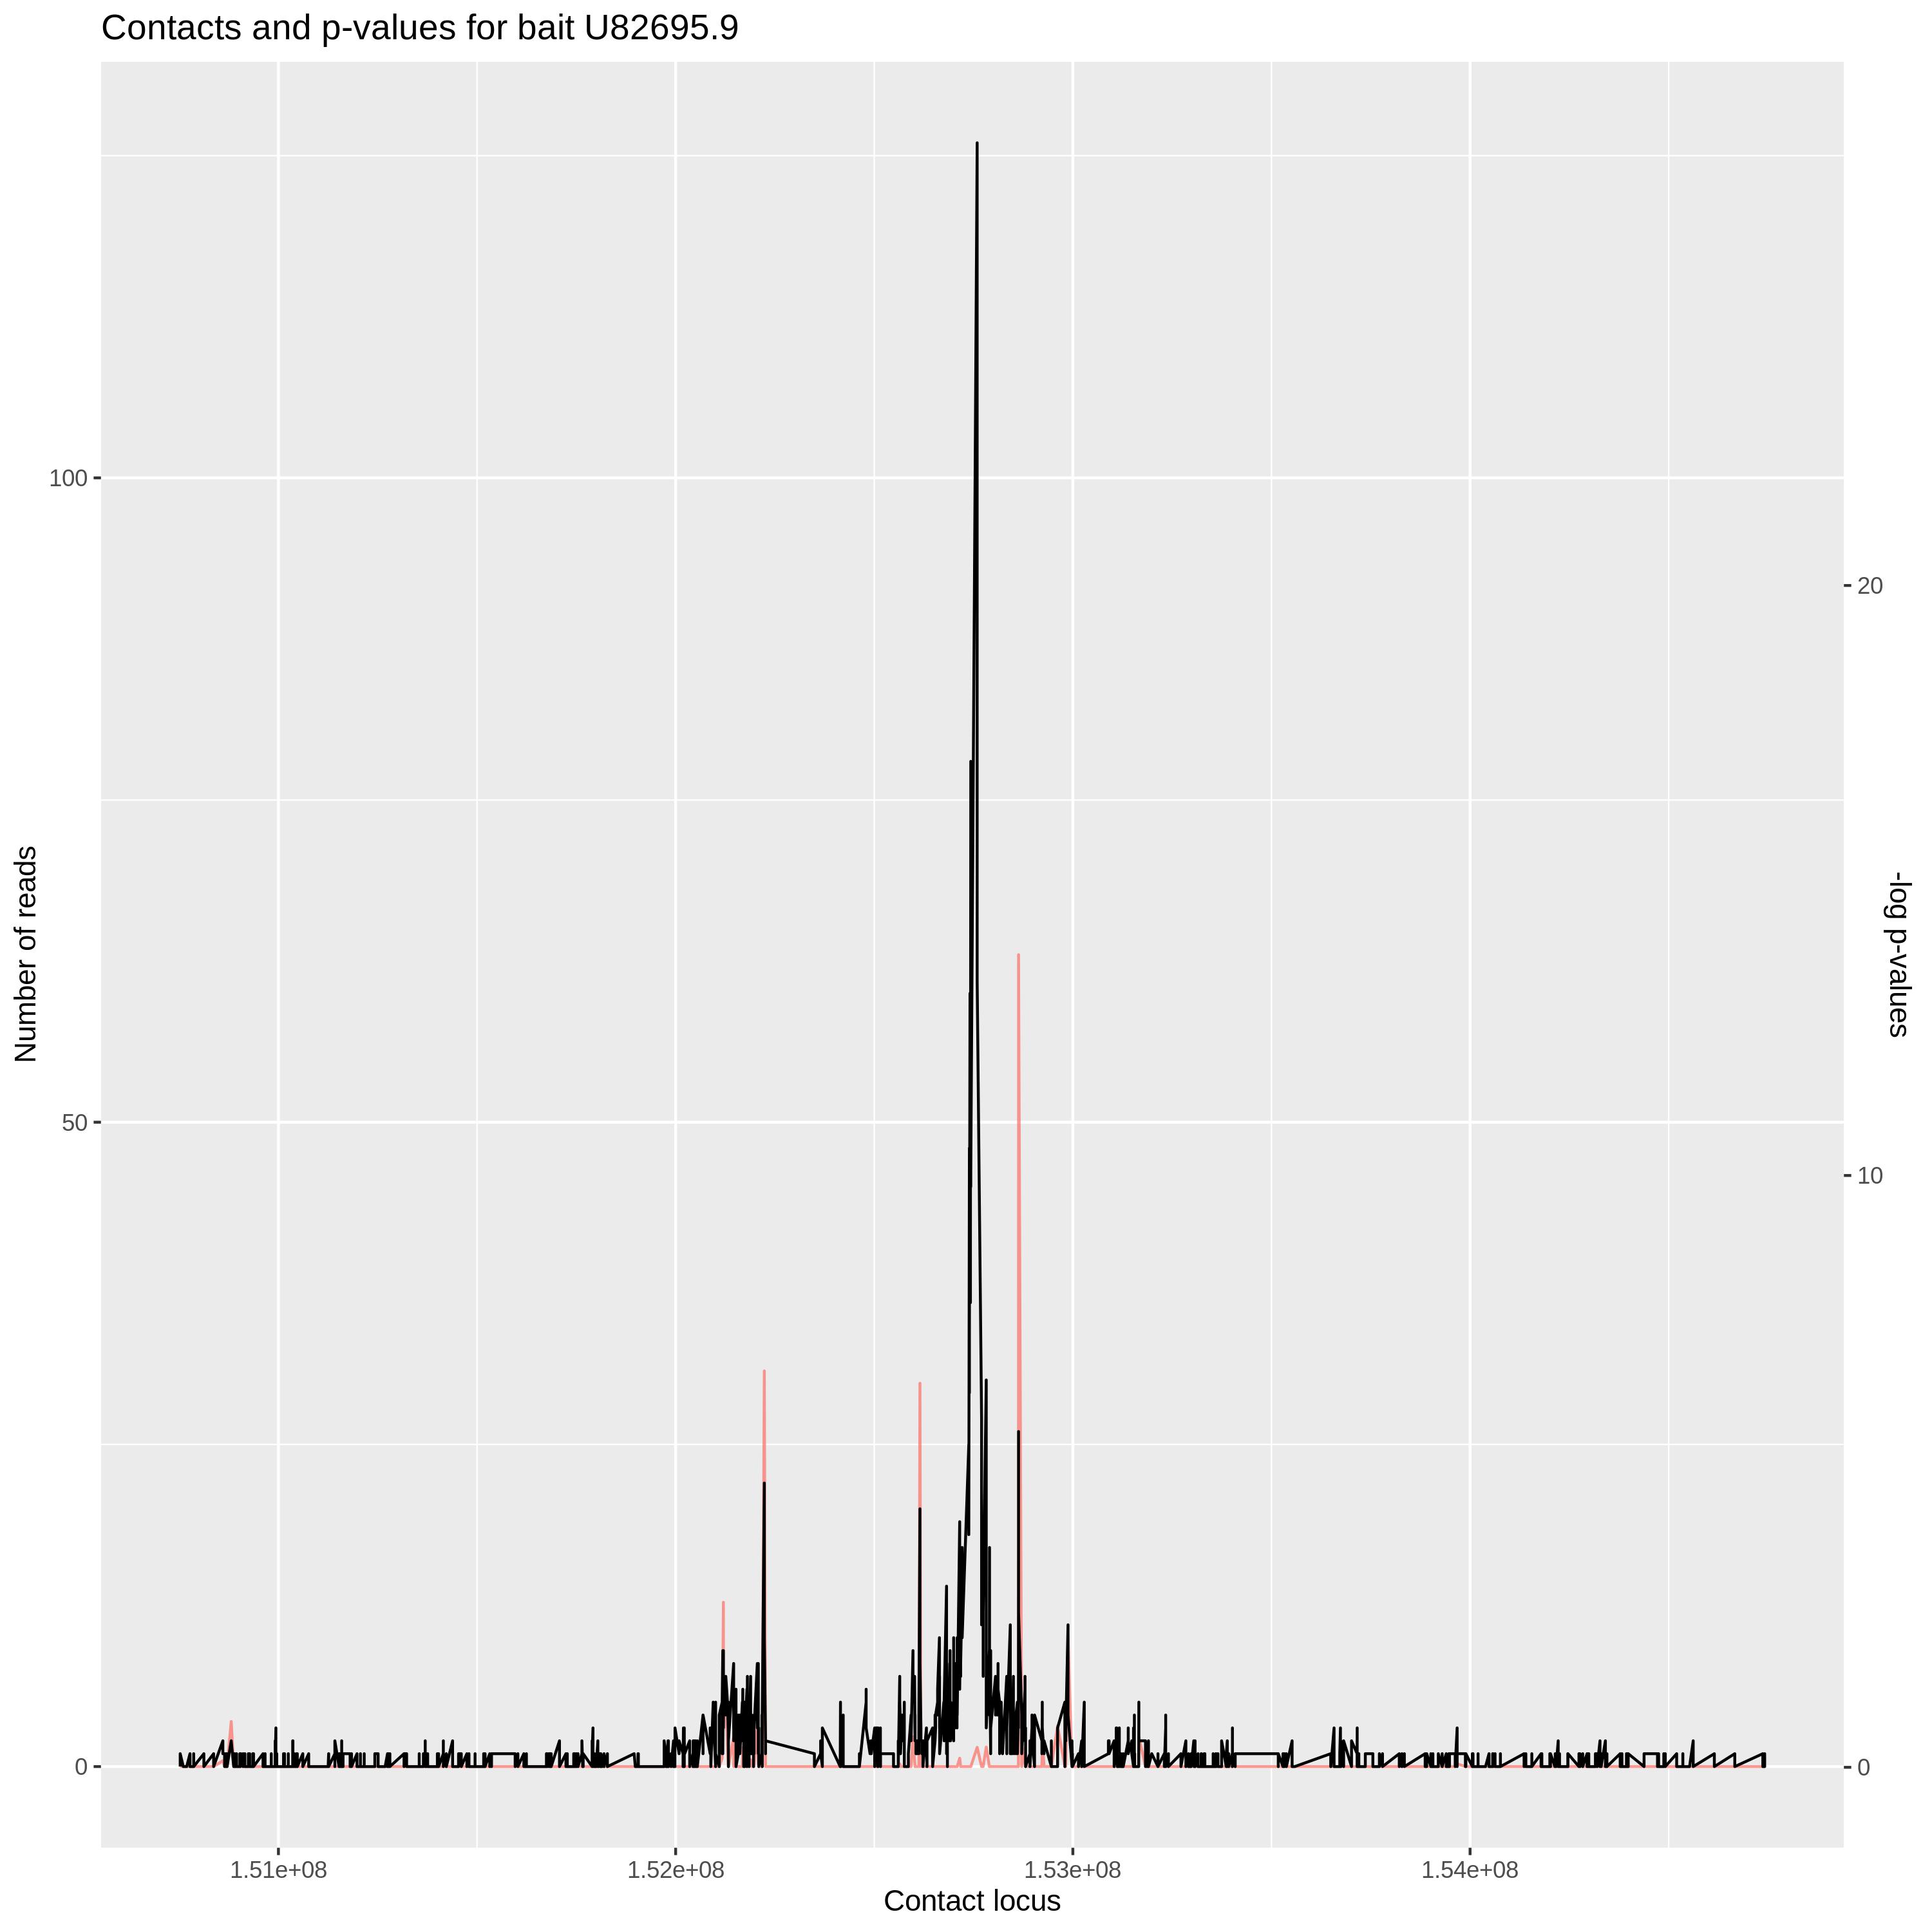 Contacts and p-values for bait U82695.9
Number of reads
100
50
0
20
10
0
-log p-values
1.51e+08
1.52e+08
1.53e+08
1.54e+08
Contact locus